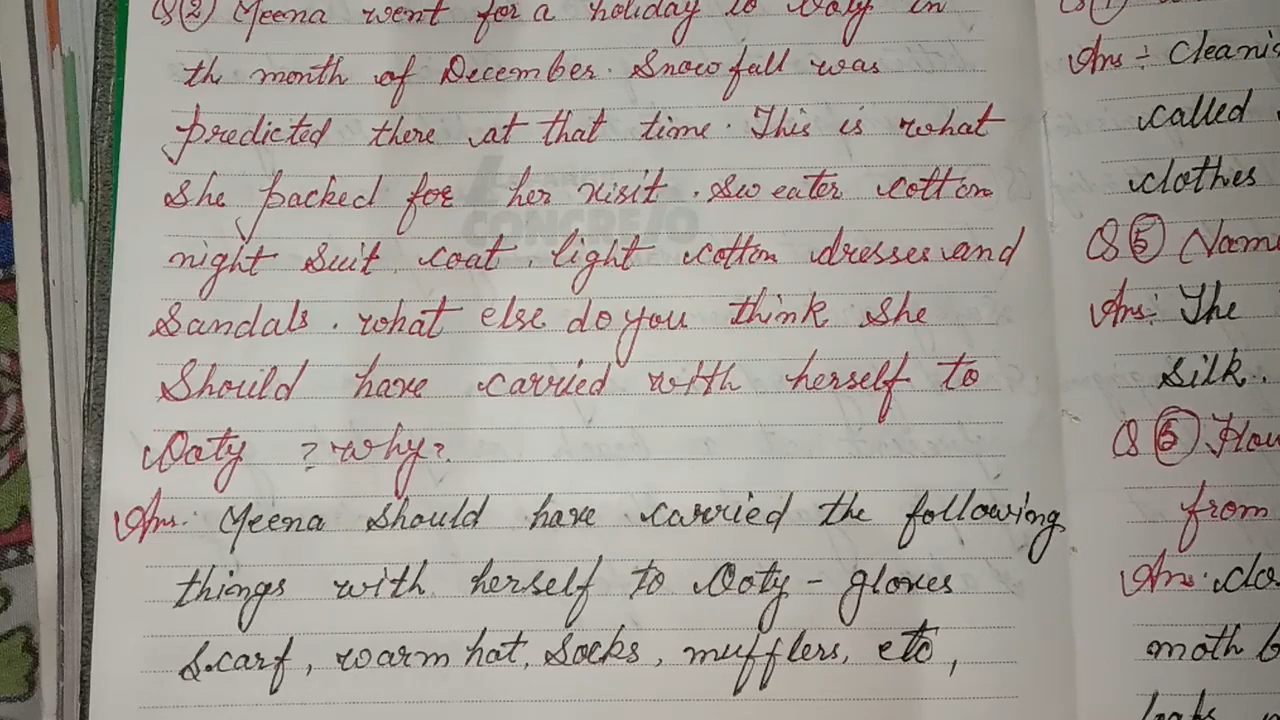 Q(2) Meena went for a holiday to Ooty in
th month of December. Snowfall was
predicted there at that time. This is what
She packed for her visit. Sweater cotton
night Suit, coat, light cotton dresses and
Sandals. what else do you think she
Should have carried with herself to
Ooty ? why?
Ans. Meena should have carried the following
things with herself to Ooty - gloves
Scarf, warm hat, Socks, mufflers, etc,
Ans :- Cleani
called
clothes
Q(5) Nam
Ans: The
Silk.
Q(6) How
from
Ans. clo
moth b